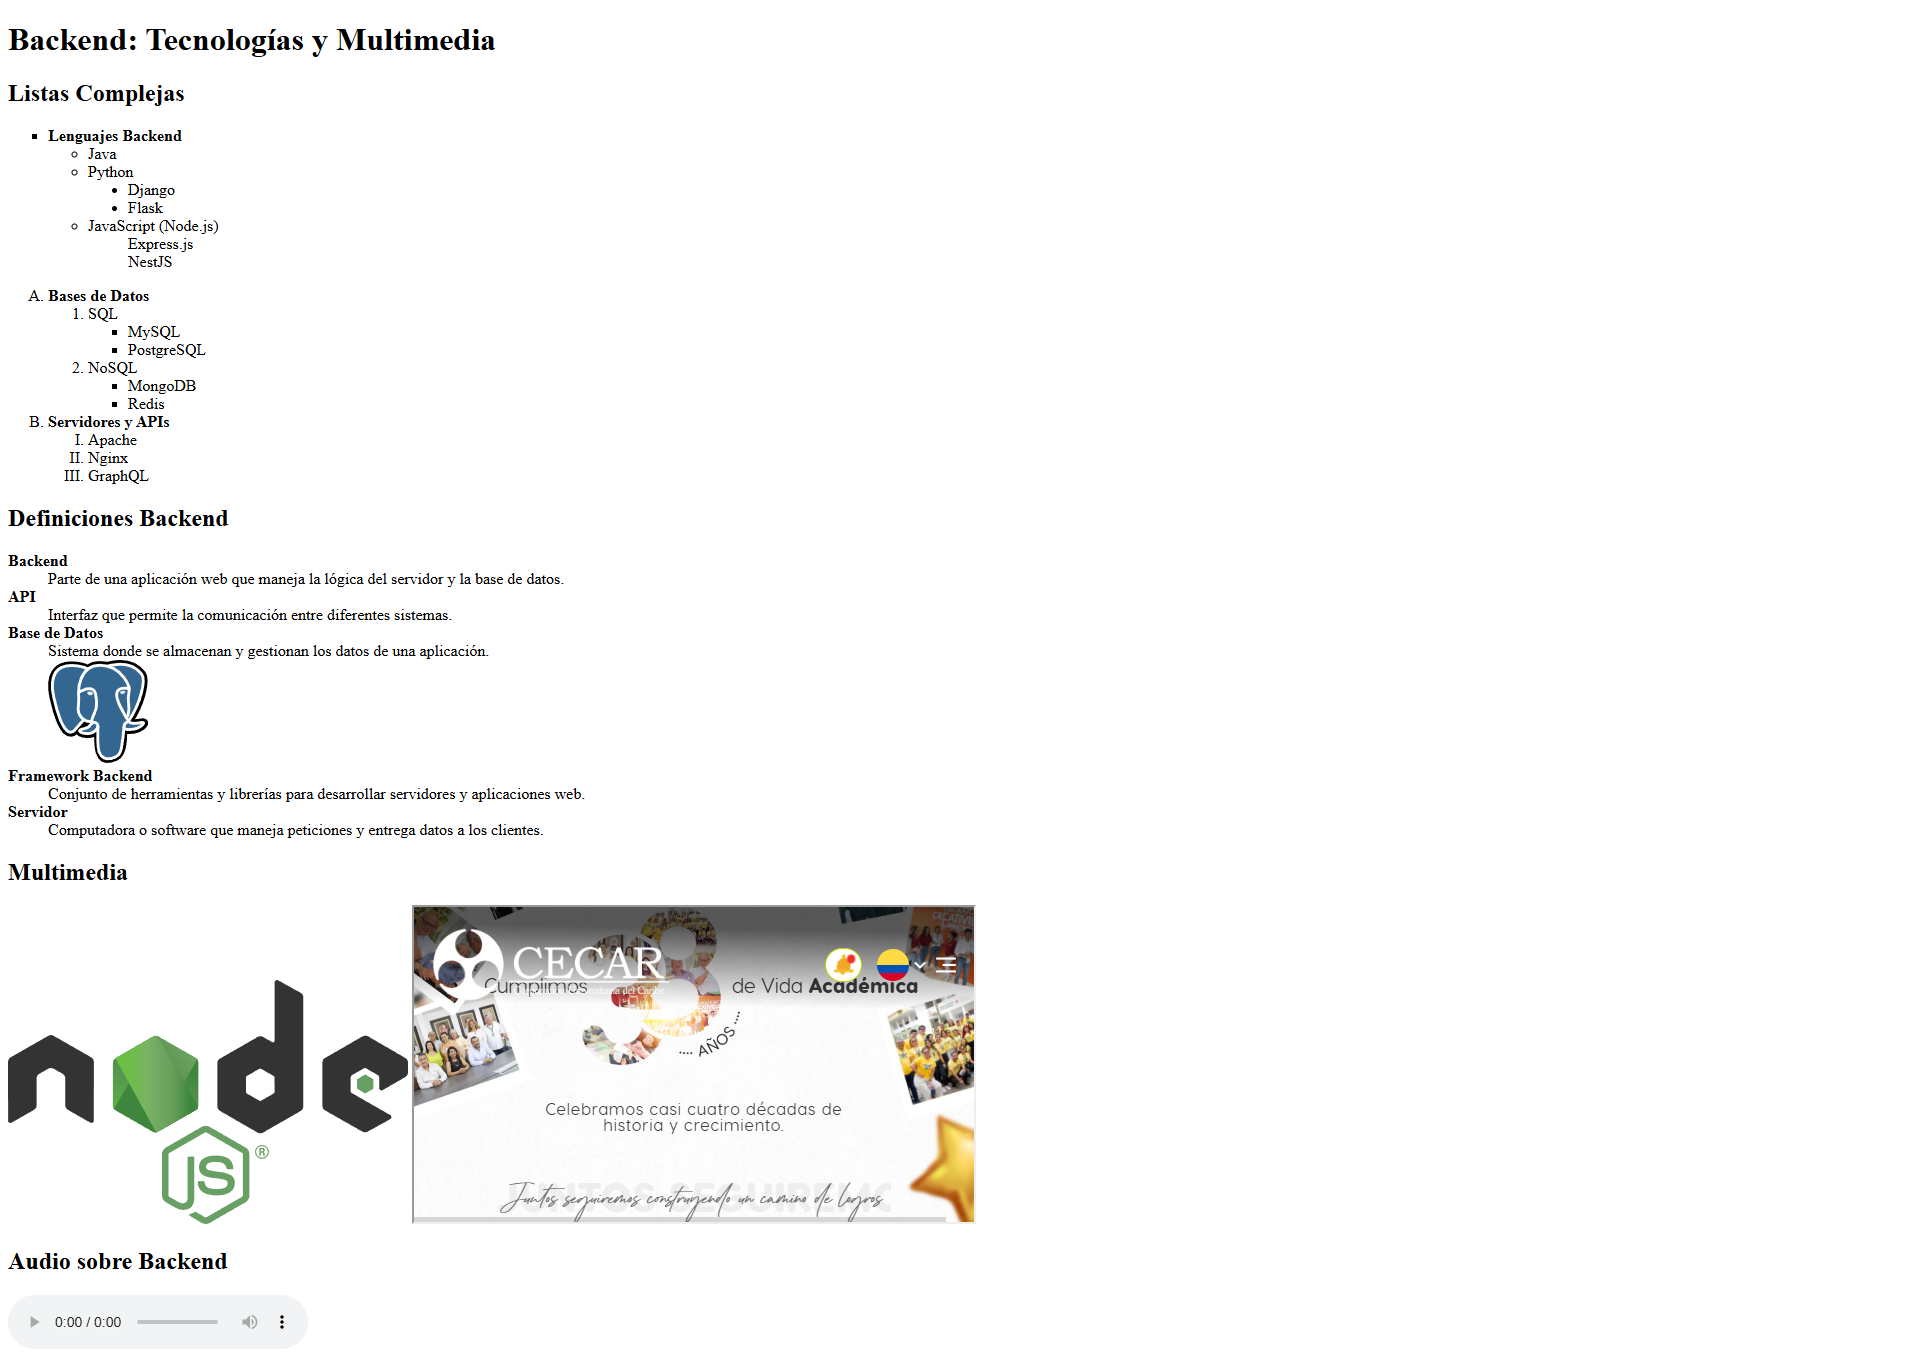 Backend: Tecnologías y Multimedia
Listas Complejas
Lenguajes Backend
Java
Python
Django
Flask
JavaScript (Node.js)
Express.js
NestJS
A. Bases de Datos
1. SQL
MySQL
PostgreSQL
2. NoSQL
MongoDB
Redis
B. Servidores y APIs
I. Apache
II. Nginx
III. GraphQL
Definiciones Backend
Backend
Parte de una aplicación web que maneja la lógica del servidor y la base de datos.
API
Interfaz que permite la comunicación entre diferentes sistemas.
Base de Datos
Sistema donde se almacenan y gestionan los datos de una aplicación.
Framework Backend
Conjunto de herramientas y librerías para desarrollar servidores y aplicaciones web.
Servidor
Computadora o software que maneja peticiones y entrega datos a los clientes.
Multimedia
node
JS ®
CECAR
Cumplimos 38 de Vida Académica
.... AÑOS ....
Celebramos casi cuatro décadas de
historia y crecimiento.
JUNTOS SEGUIREMO
Juntos seguiremos construyendo un camino de logros
Audio sobre Backend
0:00 / 0:00